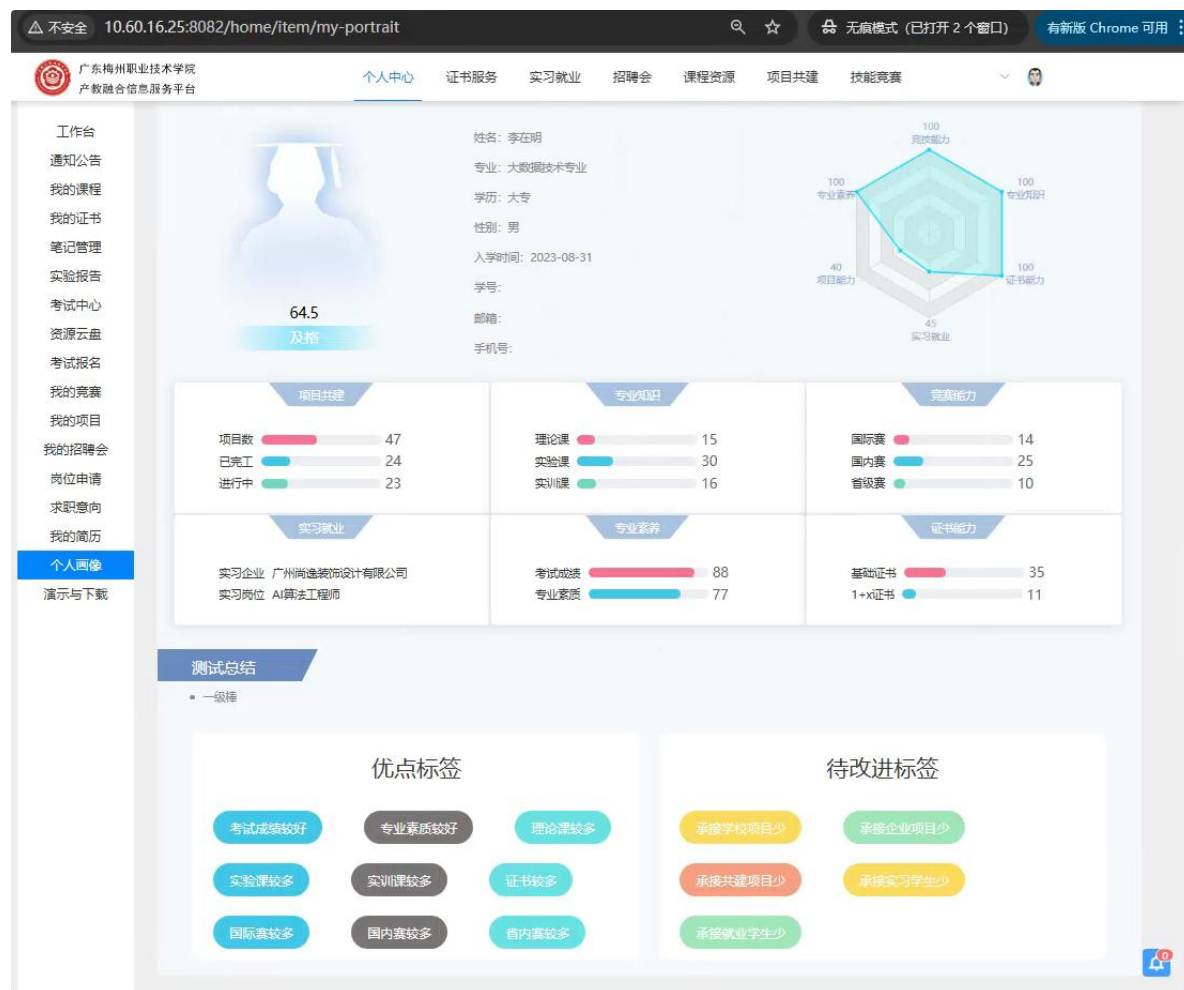 不安全 10.60.16.25:8082/home/item/my-portrait 无痕模式（已打开 2 个窗口） 有新版 Chrome 可用
广东梅州职业技术学院
产教融合信息服务平台
个人中心 证书服务 实习就业 招聘会 课程资源 项目共建 技能竞赛
工作台
通知公告
我的课程
我的证书
笔记管理
实验报告
考试中心
资源云盘
考试报名
我的竞赛
我的项目
我的招聘会
岗位申请
求职意向
我的简历
个人画像
演示与下载
64.5
及格
姓名：李在明
专业：大数据技术专业
学历：大专
性别：男
入学时间：2023-08-31
学号：
邮箱：
手机号：
100
竞技能力
100
专业素养
100
专业知识
40
项目能力
100
证书能力
45
实习就业
项目共建
项目数 47
已完工 24
进行中 23
专业知识
理论课 15
实验课 30
实训课 16
竞赛能力
国际赛 14
国内赛 25
省级赛 10
实习就业
实习企业 广州尚逸装饰设计有限公司
实习岗位 AI算法工程师
专业素养
考试成绩 88
专业素质 77
证书能力
基础证书 35
1+x证书 11
测试总结
一级棒
优点标签
考试成绩较好 专业素质较好 理论课较多
实验课较多 实训课较多 证书较多
国际赛较多 国内赛较多 省内赛较多
待改进标签
承接学校项目少 承接企业项目少
承接共建项目少 承接实习学生少
承接就业学生少
0